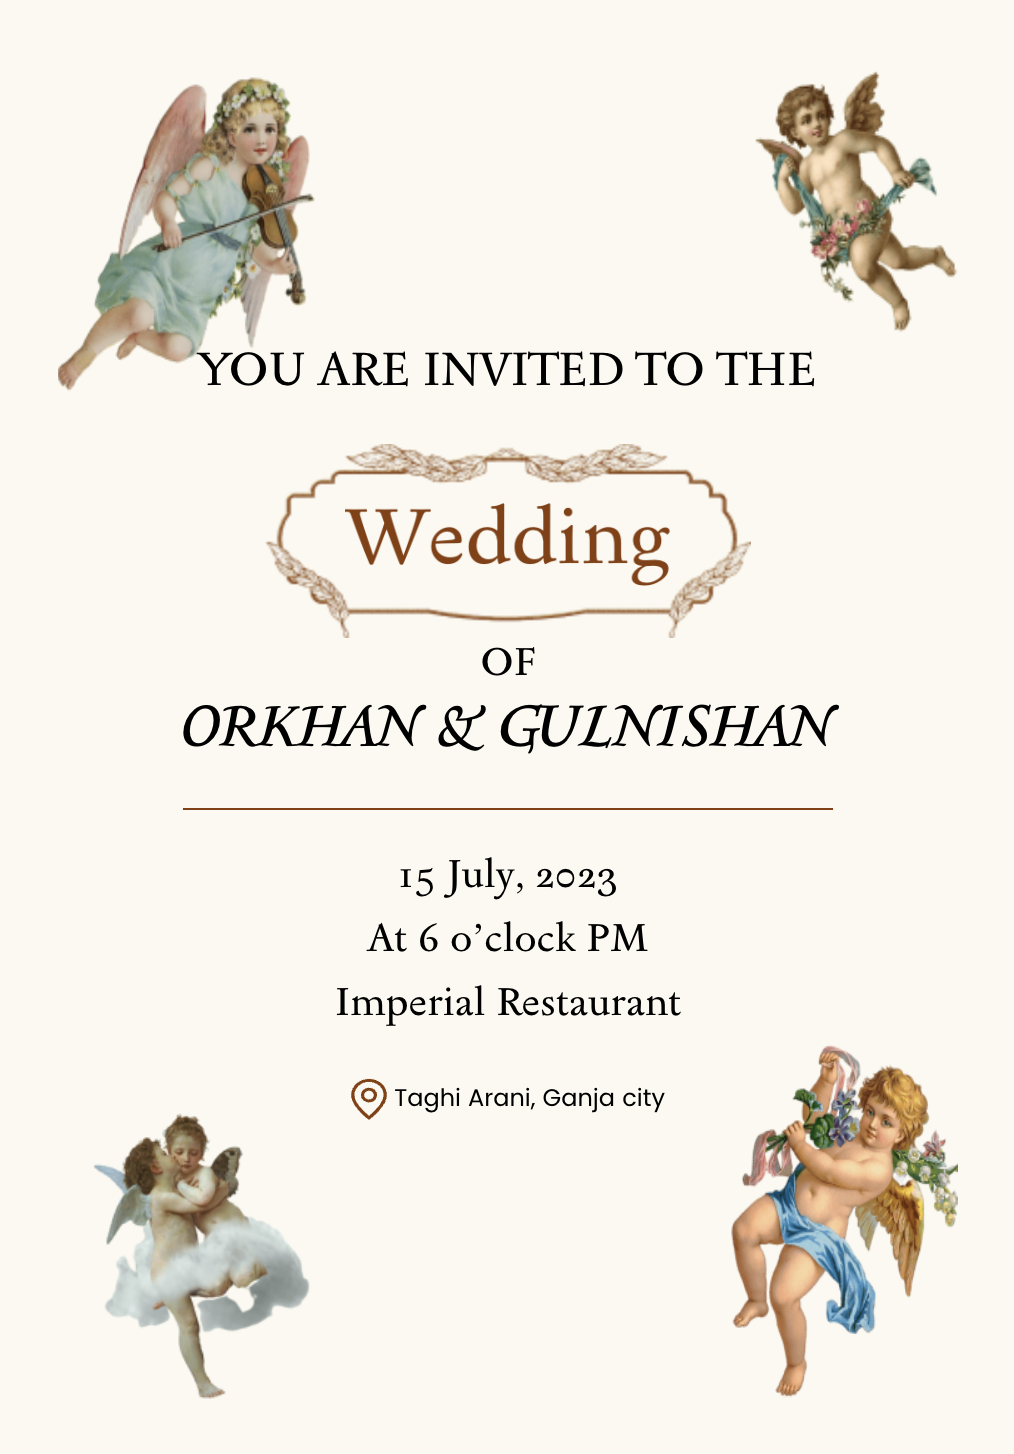 YOU ARE INVITED TO THE
Wedding
OF
ORKHAN & GULNISHAN
15 July, 2023
At 6 o’clock PM
Imperial Restaurant
Taghi Arani, Ganja city